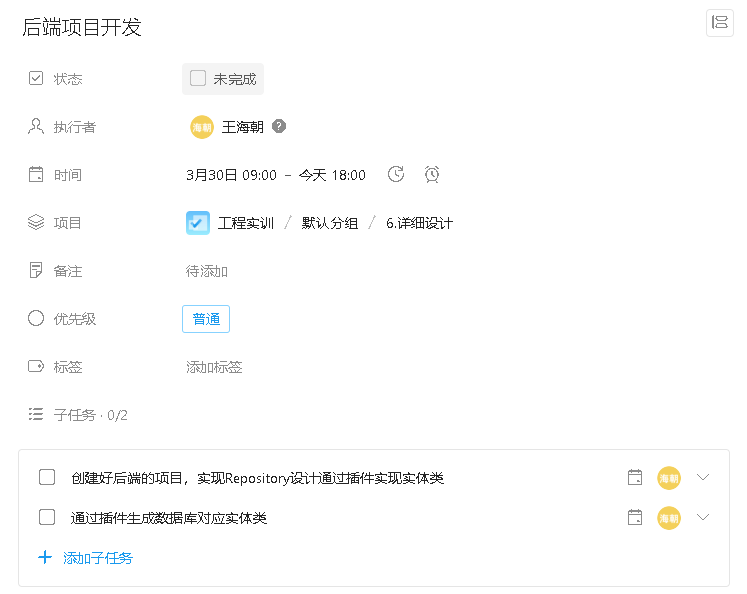 后端项目开发
状态 未完成
执行者 海朝 王海朝 ?
时间 3月30日 09:00 - 今天 18:00
项目 工程实训 / 默认分组 / 6.详细设计
备注 待添加
优先级 普通
标签 添加标签
子任务 · 0/2
创建好后端的项目，实现Repository设计通过插件实现实体类 海朝
通过插件生成数据库对应实体类 海朝
+ 添加子任务